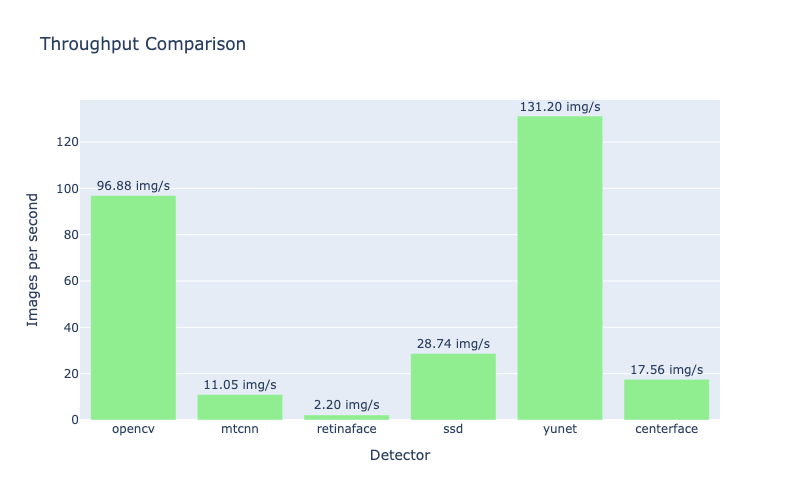 Throughput Comparison
131.20 img/s
120
96.88 img/s
100
80
60
40
28.74 img/s
20
17.56 img/s
11.05 img/s
2.20 img/s
0
Images per second
opencv mtcnn retinaface ssd yunet centerface
Detector